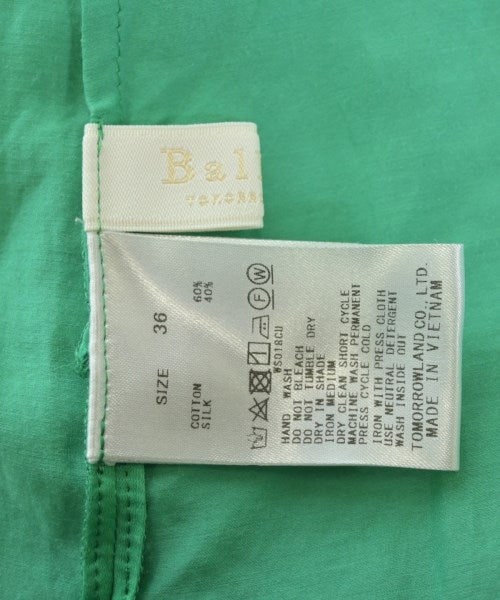 Bal
TOMORR
SIZE 36
COTTON 60%
SILK 40%
WS018CU
HAND WASH
DO NOT BLEACH
DO NOT TUMBLE DRY
DRY IN SHADE
IRON MEDIUM
DRY CLEAN SHORT CYCLE
MACHINE WASH PERMANENT
PRESS CYCLE COLD
IRON WITH PRESS CLOTH
USE NEUTRAL DETERGENT
WASH INSIDE OUT
TOMORROWLAND CO.,LTD.
MADE IN VIETNAM